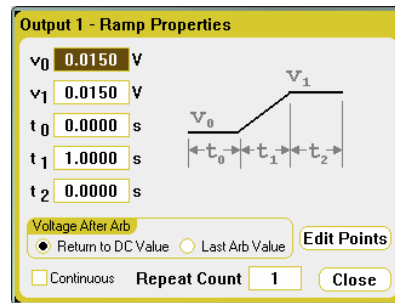 Output 1 - Ramp Properties
v0 0.0150 V
v1 0.0150 V
t0 0.0000 s
t1 1.0000 s
t2 0.0000 s
V1
V0
t0 t1 t2
Voltage After Arb
Return to DC Value Last Arb Value
Edit Points
Continuous Repeat Count 1 Close